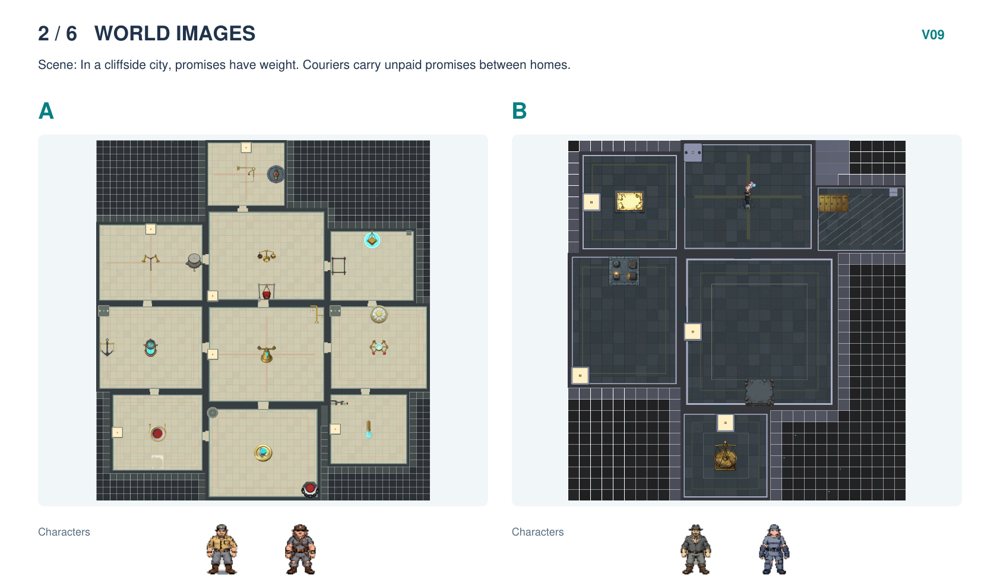 2 / 6 WORLD IMAGES
V09
Scene: In a cliffside city, promises have weight. Couriers carry unpaid promises between homes.
A
B
Characters
Characters